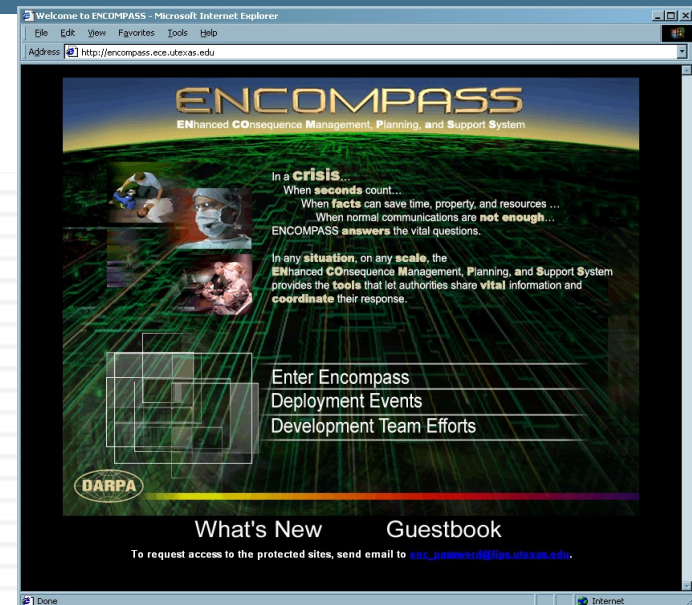 Welcome to ENCOMPASS - Microsoft Internet Explorer
File Edit View Favorites Tools Help
Address http://encompass.ece.utexas.edu
ENCOMPASS
ENhanced COnsequence Management, Planning, and Support System
In a crisis...
When seconds count...
When facts can save time, property, and resources ...
When normal communications are not enough...
ENCOMPASS answers the vital questions.
In any situation, on any scale, the
ENhanced COnsequence Management, Planning, and Support System
provides the tools that let authorities share vital information and
coordinate their response.
Enter Encompass
Deployment Events
Development Team Efforts
DARPA
What's New Guestbook
To request access to the protected sites, send email to enc_password@lips.utexas.edu.
Done Internet